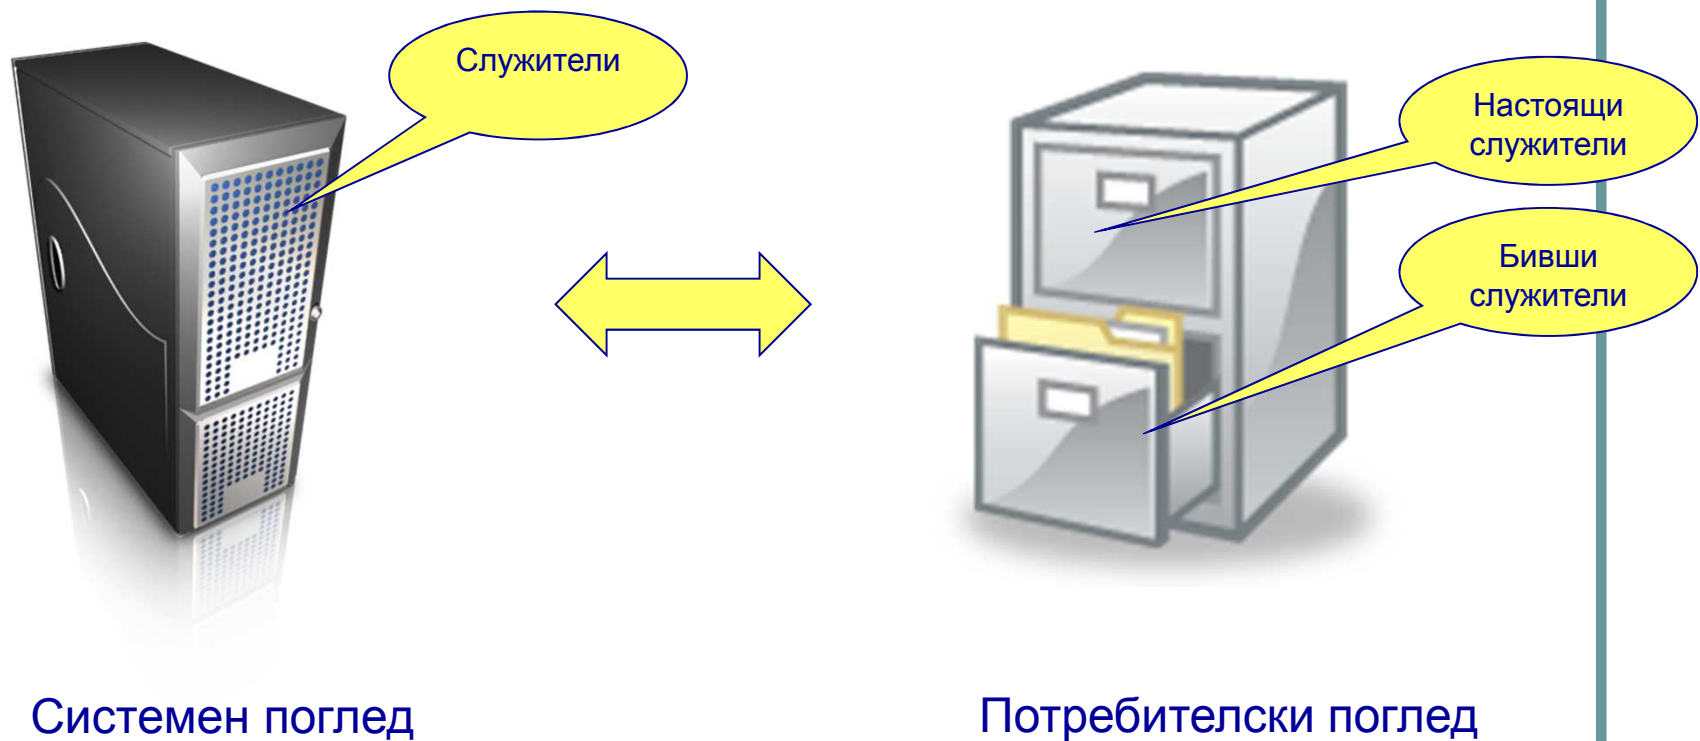 Служители
Настоящи
служители
Бивши
служители
Системен поглед
Потребителски поглед